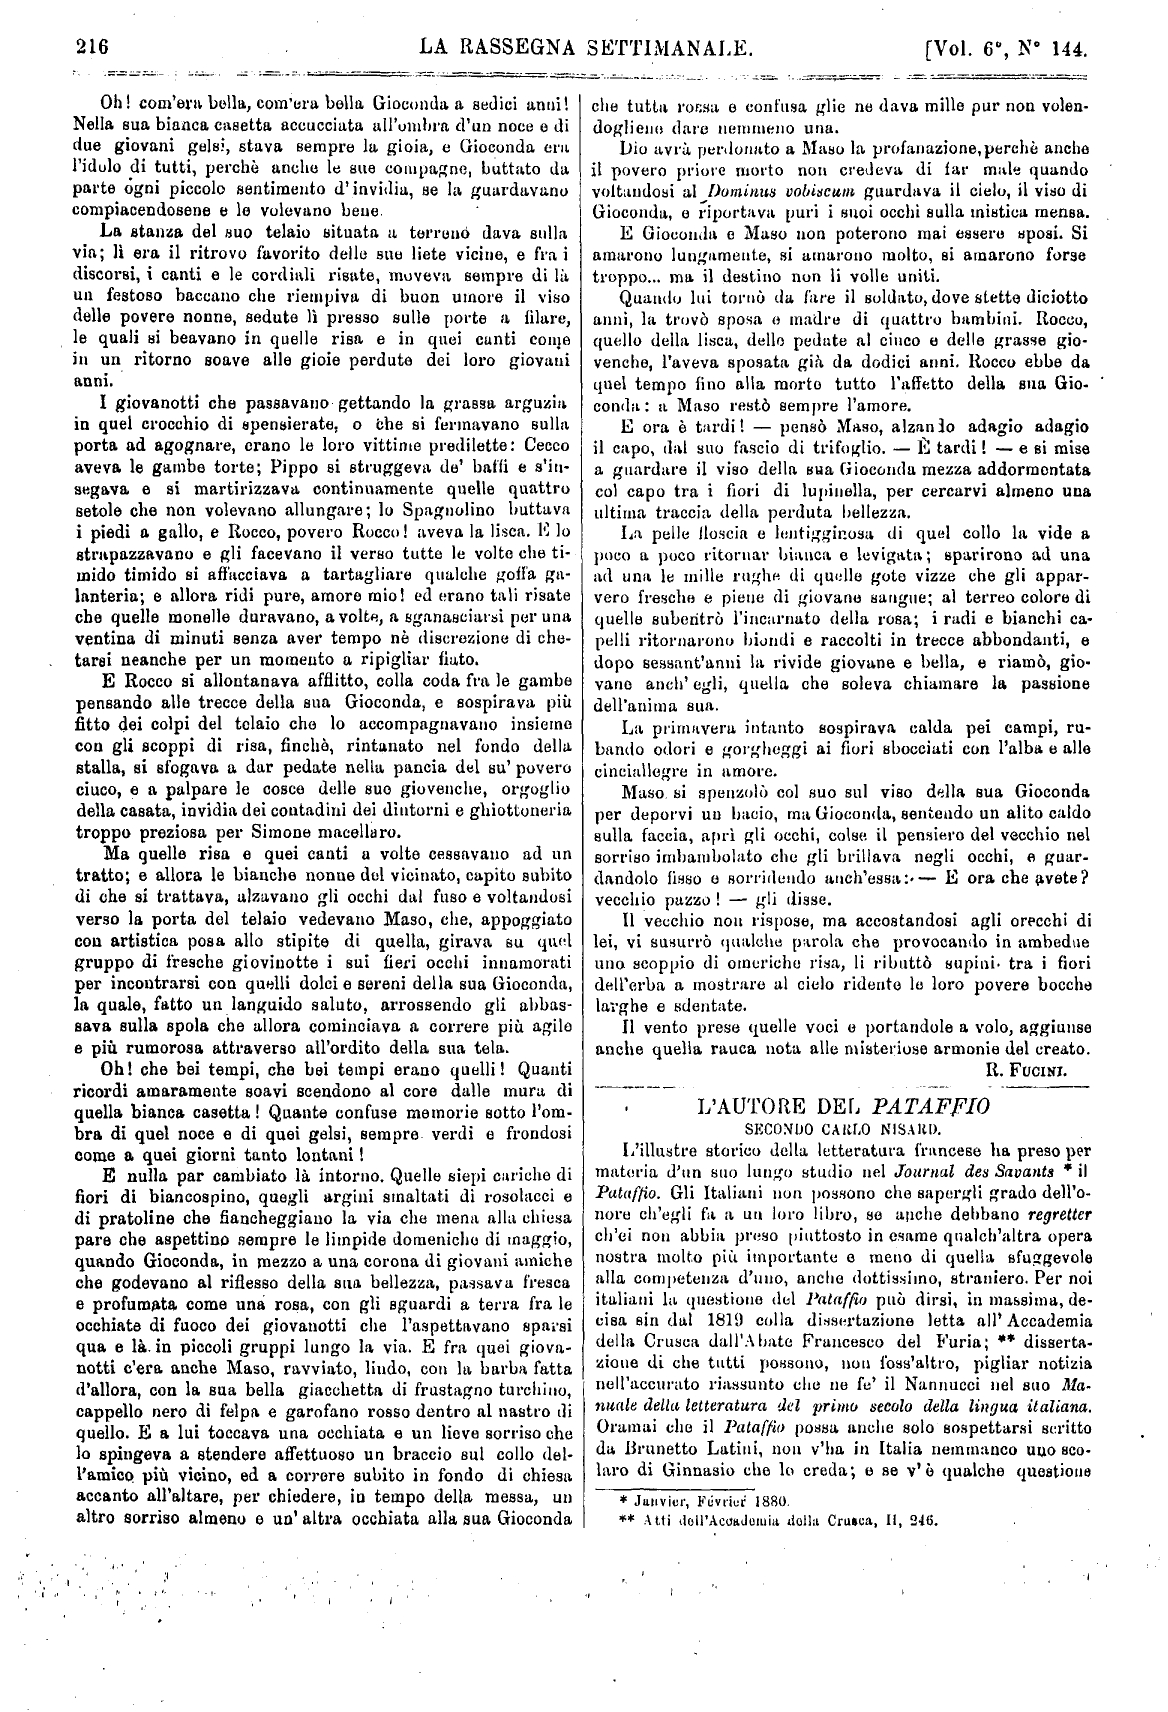 216
LA RASSEGNA SETTIMANALE.
[Vol. 6°, N° 144.
Oh! com'era bella, com'era bella Gioconda a sedici anni!
Nella sua bianca casetta accucciata all'ombra d'un noce e di
due giovani gelsi, stava sempre la gioia, e Gioconda era
l'idolo di tutti, perchè anche le sue compagne, buttato da
parte ogni piccolo sentimento d'invidia, se la guardavano
compiacendosene e le volevano bene.
La stanza del suo telaio situata a terreno dava sulla
via; lì era il ritrovo favorito delle sue liete vicine, e fra i
discorsi, i canti e le cordiali risate, moveva sempre di là
un festoso baccano che riempiva di buon umore il viso
delle povere nonne, sedute lì presso sulle porte a filare,
le quali si beavano in quelle risa e in quei canti come
in un ritorno soave alle gioie perdute dei loro giovani
anni.
I giovanotti che passavano gettando la grassa arguzia
in quel crocchio di spensierate, o che si fermavano sulla
porta ad agognare, erano le loro vittime predilette: Cecco
aveva le gambe torte; Pippo si struggeva de' baffi e s'in-
segava e si martirizzava continuamente quelle quattro
setole che non volevano allungare; lo Spagnolino buttava
i piedi a gallo, e Rocco, povero Rocco! aveva la lisca. E lo
strapazzavano e gli facevano il verso tutte le volte che ti-
mido timido si affacciava a tartagliare qualche goffa ga-
lanteria; e allora ridi pure, amore mio! ed erano tali risate
che quelle monelle duravano, a volte, a sganasciarsi per una
ventina di minuti senza aver tempo nè discrezione di che-
tarsi neanche per un momento a ripigliar fiato.
E Rocco si allontanava afflitto, colla coda fra le gambe
pensando alle trecce della sua Gioconda, e sospirava più
fitto dei colpi del telaio che lo accompagnavano insieme
con gli scoppi di risa, finchè, rintanato nel fondo della
stalla, si sfogava a dar pedate nella pancia del su' povero
ciuco, e a palpare le cosce delle sue giovenche, orgoglio
della casata, invidia dei contadini dei dintorni e ghiottoneria
troppo preziosa per Simone macellaro.
Ma quelle risa e quei canti a volte cessavano ad un
tratto; e allora le bianche nonne del vicinato, capito subito
di che si trattava, alzavano gli occhi dal fuso e voltandosi
verso la porta del telaio vedevano Maso, che, appoggiato
con artistica posa allo stipite di quella, girava su quel
gruppo di fresche giovinotte i sui fieri occhi innamorati
per incontrarsi con quelli dolci e sereni della sua Gioconda,
la quale, fatto un languido saluto, arrossendo gli abbas-
sava sulla spola che allora cominciava a correre più agile
e più rumorosa attraverso all'ordito della sua tela.
Oh! che bei tempi, che bei tempi erano quelli! Quanti
ricordi amaramente soavi scendono al core dalle mura di
quella bianca casetta! Quante confuse memorie sotto l'om-
bra di quel noce e di quei gelsi, sempre verdi e frondosi
come a quei giorni tanto lontani!
E nulla par cambiato là intorno. Quelle siepi cariche di
fiori di biancospino, quegli argini smaltati di rosolacci e
di pratoline che fiancheggiano la via che mena alla chiesa
pare che aspettino sempre le limpide domeniche di maggio,
quando Gioconda, in mezzo a una corona di giovani amiche
che godevano al riflesso della sua bellezza, passava fresca
e profumata come una rosa, con gli sguardi a terra fra le
occhiate di fuoco dei giovanotti che l'aspettavano sparsi
qua e là in piccoli gruppi lungo la via. E fra quei giova-
notti c'era anche Maso, ravviato, lindo, con la barba fatta
d'allora, con la sua bella giacchetta di frustagno turchino,
cappello nero di felpa e garofano rosso dentro al nastro di
quello. E a lui toccava una occhiata e un lieve sorriso che
lo spingeva a stendere affettuoso un braccio sul collo del-
l'amico più vicino, ed a correre subito in fondo di chiesa
accanto all'altare, per chiedere, in tempo della messa, un
altro sorriso almeno e un' altra occhiata alla sua Gioconda
che tutta rossa e confusa glie ne dava mille pur non volen-
doglieno dare nemmeno una.
Dio avrà perdonato a Maso la profanazione, perchè anche
il povero priore morto non credeva di far male quando
voltandosi al Dominus vobiscum guardava il cielo, il viso di
Gioconda, e riportava puri i suoi occhi sulla mistica mensa.
E Gioconda e Maso non poterono mai essere sposi. Si
amarono lungamente, si amarono molto, si amarono forse
troppo... ma il destino non li volle uniti.
Quando lui tornò da fare il soldato, dove stette diciotto
anni, la trovò sposa e madre di quattro bambini. Rocco,
quello della lisca, delle pedate al ciuco e delle grasse gio-
venche, l'aveva sposata già da dodici anni. Rocco ebbe da
quel tempo fino alla morte tutto l'affetto della sua Gio-
conda: a Maso restò sempre l'amore.
E ora è tardi! — pensò Maso, alzando adagio adagio
il capo, dal suo fascio di trifoglio. — È tardi! — e si mise
a guardare il viso della sua Gioconda mezza addormentata
col capo tra i fiori di lupinella, per cercarvi almeno una
ultima traccia della perduta bellezza.
La pelle floscia e lentigginosa di quel collo la vide a
poco a poco ritornar bianca e levigata; sparirono ad una
ad una le mille rughe di quelle gote vizze che gli appar-
vero fresche e piene di giovane sangue; al terreo colore di
quelle subentrò l'incarnato della rosa; i radi e bianchi ca-
pelli ritornarono biondi e raccolti in trecce abbondanti, e
dopo sessant'anni la rivide giovane e bella, e riamò, gio-
vane anch' egli, quella che soleva chiamare la passione
dell'anima sua.
La primavera intanto sospirava calda pei campi, ru-
bando odori e gorgheggi ai fiori sbocciati con l'alba e alle
cinciallegre in amore.
Maso si spenzolò col suo sul viso della sua Gioconda
per deporvi un bacio, ma Gioconda, sentendo un alito caldo
sulla faccia, aprì gli occhi, colse il pensiero del vecchio nel
sorriso imbambolato che gli brillava negli occhi, e guar-
dandolo fisso e sorridendo anch'essa: — E ora che avete?
vecchio pazzo! — gli disse.
Il vecchio non rispose, ma accostandosi agli orecchi di
lei, vi susurrò qualche parola che provocando in ambedue
uno scoppio di omeriche risa, li ributtò supini tra i fiori
dell'erba a mostrare al cielo ridente le loro povere bocche
larghe e sdentate.
Il vento prese quelle voci e portandole a volo, aggiunse
anche quella rauca nota alle misteriose armonie del creato.
R. FUCINI.
L'AUTORE DEL PATAFFIO
SECONDO CARLO NISARD.
L'illustre storico della letteratura francese ha preso per
materia d'un suo lungo studio nel Journal des Savants * il
Pataffio. Gli Italiani non possono che sapergli grado dell'o-
nore ch'egli fa a un loro libro, se anche debbano regretter
ch'ei non abbia preso piuttosto in esame qualch'altra opera
nostra molto più importante e meno di quella sfuggevole
alla competenza d'uno, anche dottissimo, straniero. Per noi
italiani la questione del Pataffio può dirsi, in massima, de-
cisa sin dal 1819 colla dissertazione letta all' Accademia
della Crusca dall'Abate Francesco del Furia; ** disserta-
zione di che tutti possono, non foss'altro, pigliar notizia
nell'accurato riassunto che ne fe' il Nannucci nel suo Ma-
nuale della letteratura del primo secolo della lingua italiana.
Oramai che il Pataffio possa anche solo sospettarsi scritto
da Brunetto Latini, non v'ha in Italia nemmanco uno sco-
laro di Ginnasio che lo creda; e se v' è qualche questione
* Janvier, Février 1880.
** Atti dell'Accademia della Crusca, II, 246.